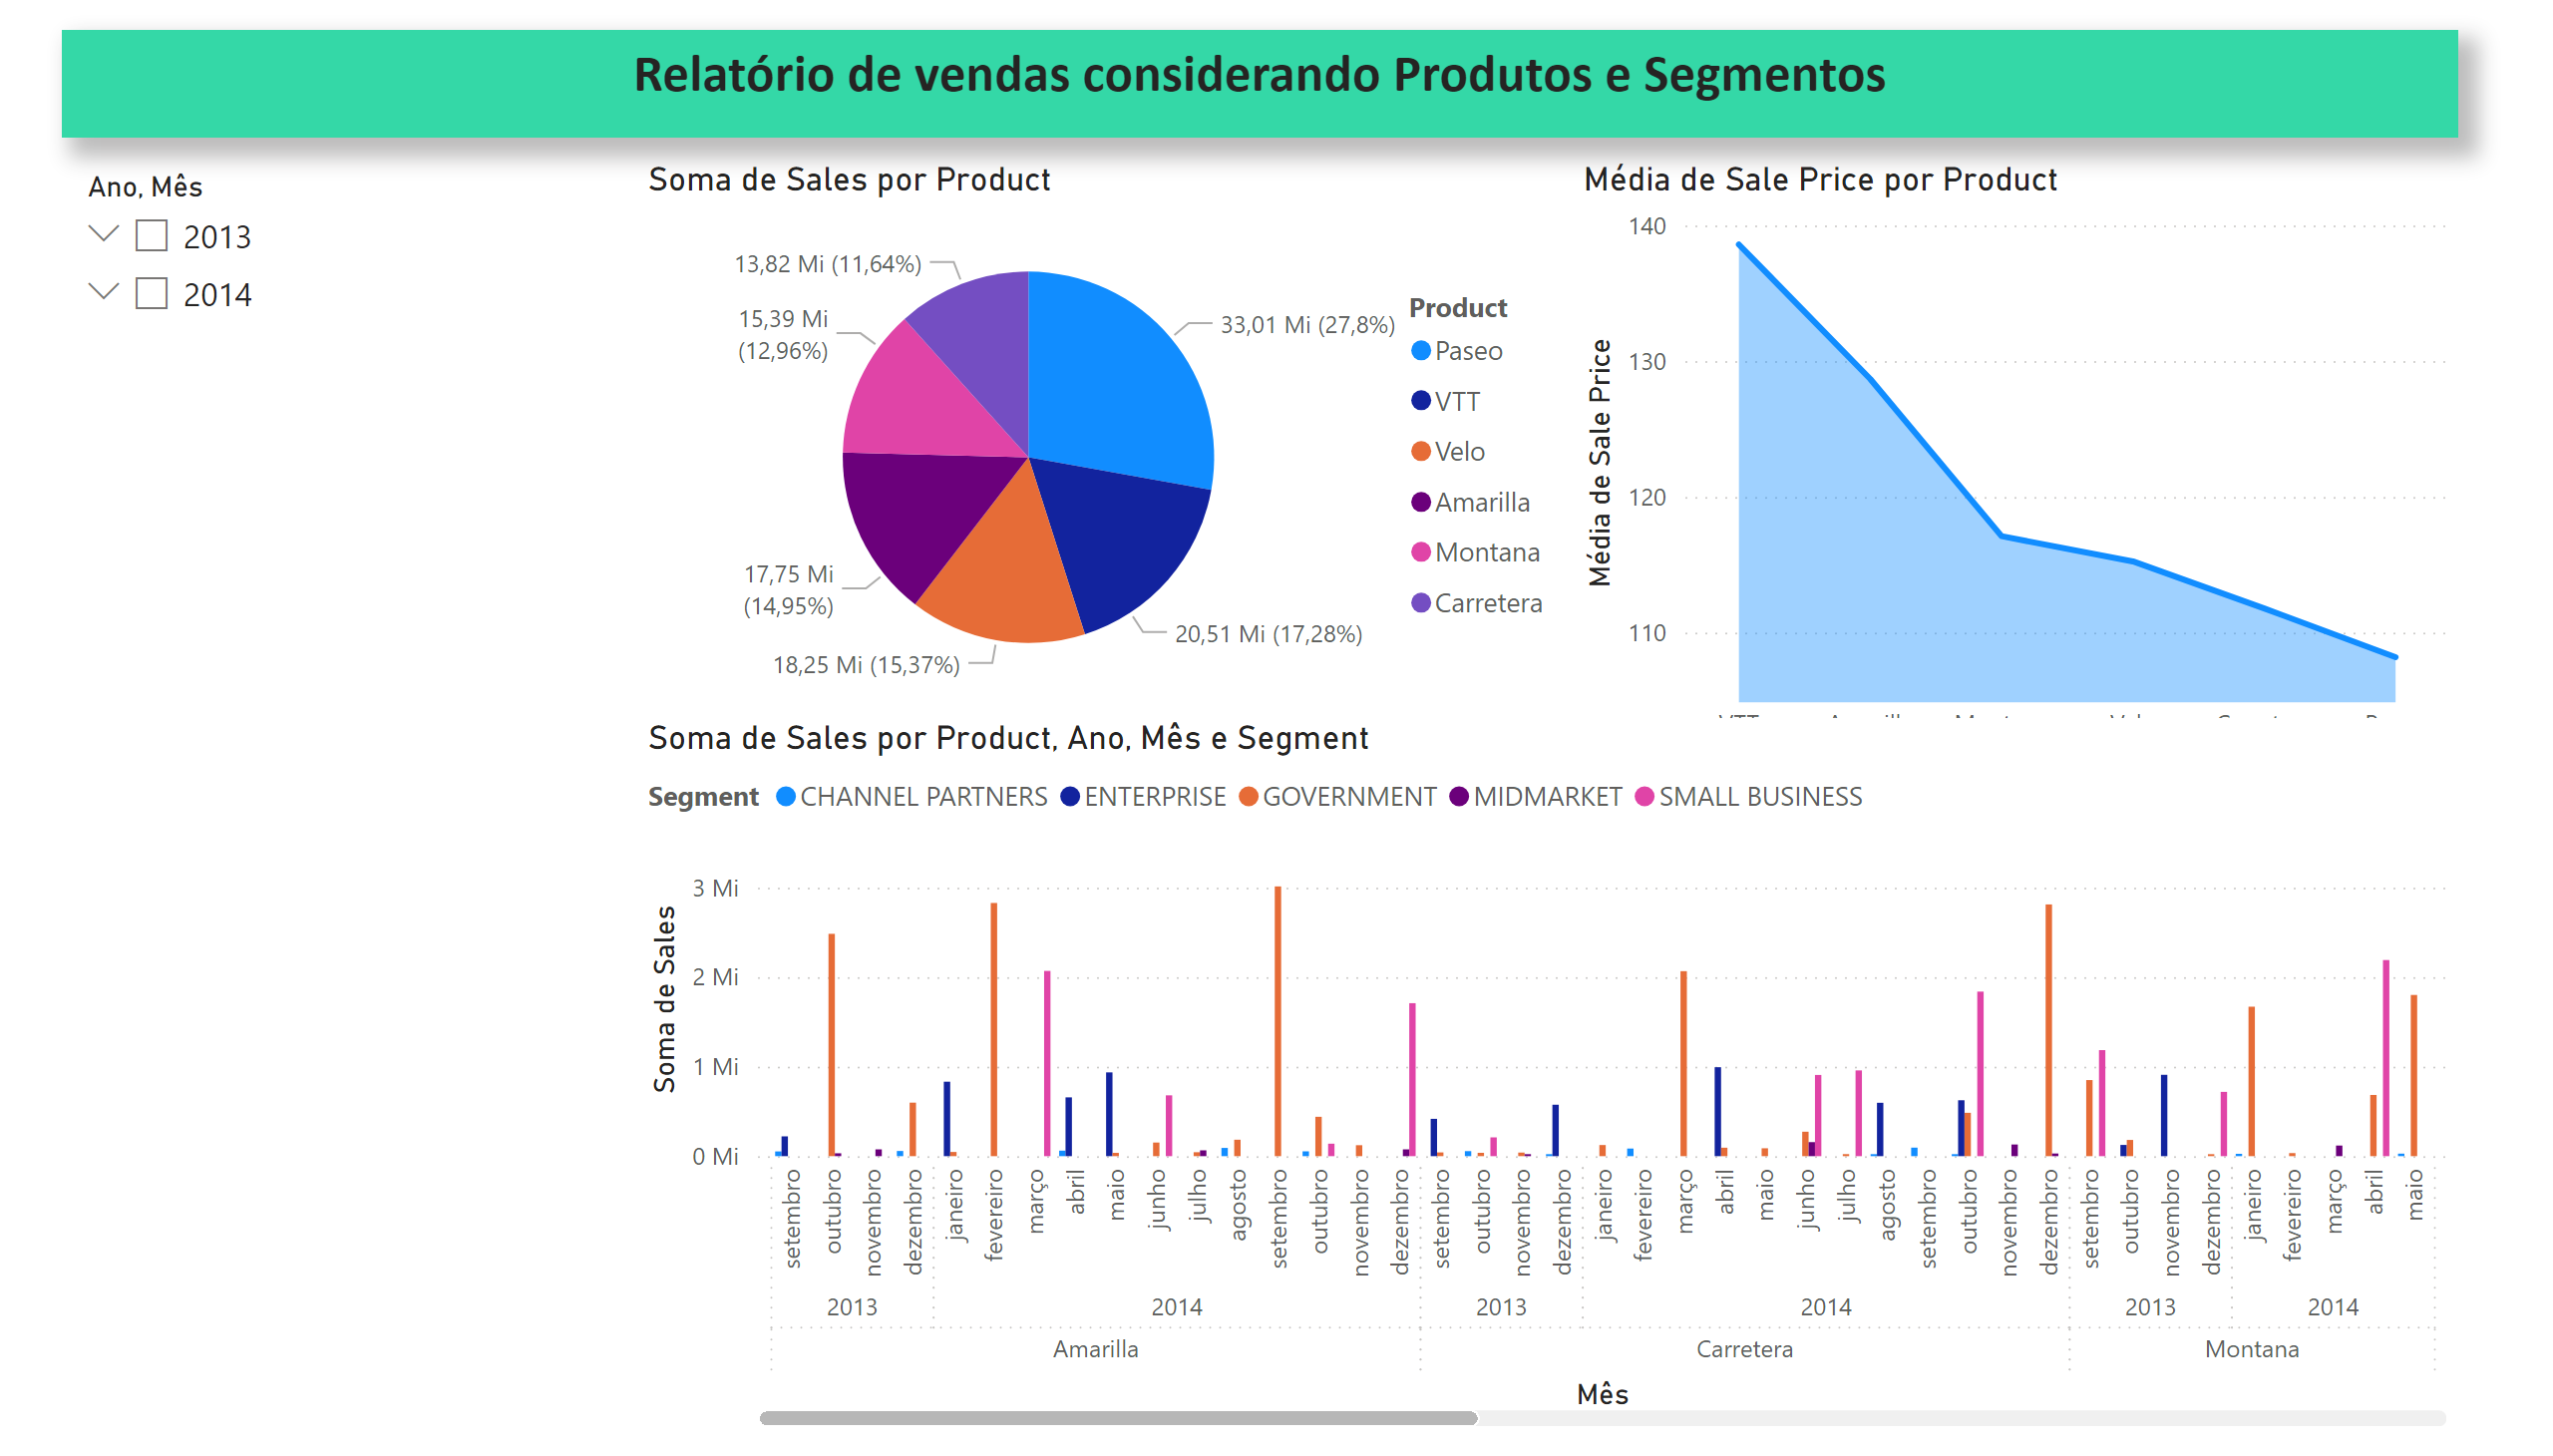 Relatório de vendas considerando Produtos e Segmentos
Ano, Mês
2013
2014
Soma de Sales por Product
13,82 Mi (11,64%)
15,39 Mi
(12,96%)
17,75 Mi
(14,95%)
18,25 Mi (15,37%)
20,51 Mi (17,28%)
33,01 Mi (27,8%)
Product
Paseo
VTT
Velo
Amarilla
Montana
Carretera
Média de Sale Price por Product
Média de Sale Price
140
130
120
110
Soma de Sales por Product, Ano, Mês e Segment
Segment CHANNEL PARTNERS ENTERPRISE GOVERNMENT MIDMARKET SMALL BUSINESS
Soma de Sales
3 Mi
2 Mi
1 Mi
0 Mi
setembro outubro novembro dezembro janeiro fevereiro março abril maio junho julho agosto setembro outubro novembro dezembro setembro outubro novembro dezembro janeiro fevereiro março abril maio junho julho agosto setembro outubro novembro dezembro setembro outubro novembro dezembro janeiro fevereiro março abril maio
2013 2014 2013 2014 2013 2014
Amarilla Carretera Montana
Mês